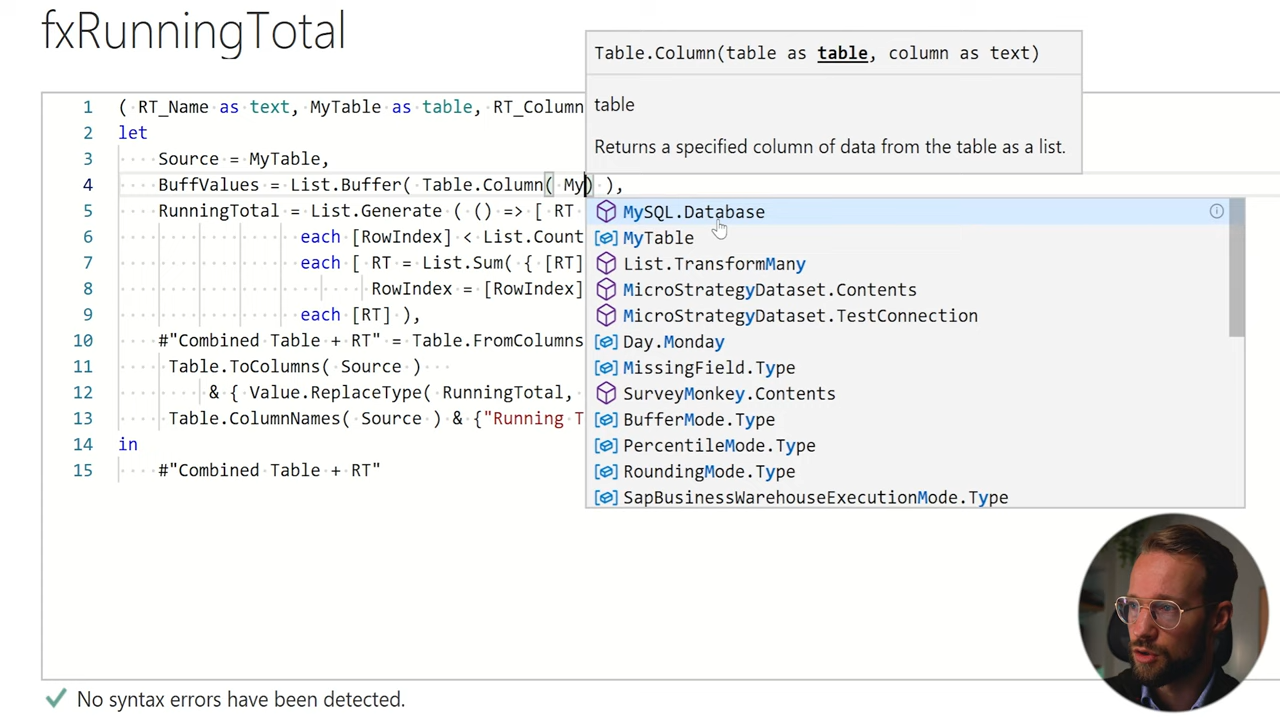 fxRunningTotal
Table.Column(table as table, column as text)
table
Returns a specified column of data from the table as a list.
1 ( RT_Name as text, MyTable as table, RT_Column
2 let
3 Source = MyTable,
4 BuffValues = List.Buffer( Table.Column( My) ),
5 RunningTotal = List.Generate ( () => [ RT
6 each [RowIndex] < List.Count
7 each [ RT = List.Sum( { [RT]
8 RowIndex = [RowIndex]
9 each [RT] ),
10 #"Combined Table + RT" = Table.FromColumns
11 Table.ToColumns( Source )
12 & { Value.ReplaceType( RunningTotal,
13 Table.ColumnNames( Source ) & {"Running T
14 in
15 #"Combined Table + RT"
MySQL.Database
MyTable
List.TransformMany
MicroStrategyDataset.Contents
MicroStrategyDataset.TestConnection
Day.Monday
MissingField.Type
SurveyMonkey.Contents
BufferMode.Type
PercentileMode.Type
RoundingMode.Type
SapBusinessWarehouseExecutionMode.Type
No syntax errors have been detected.